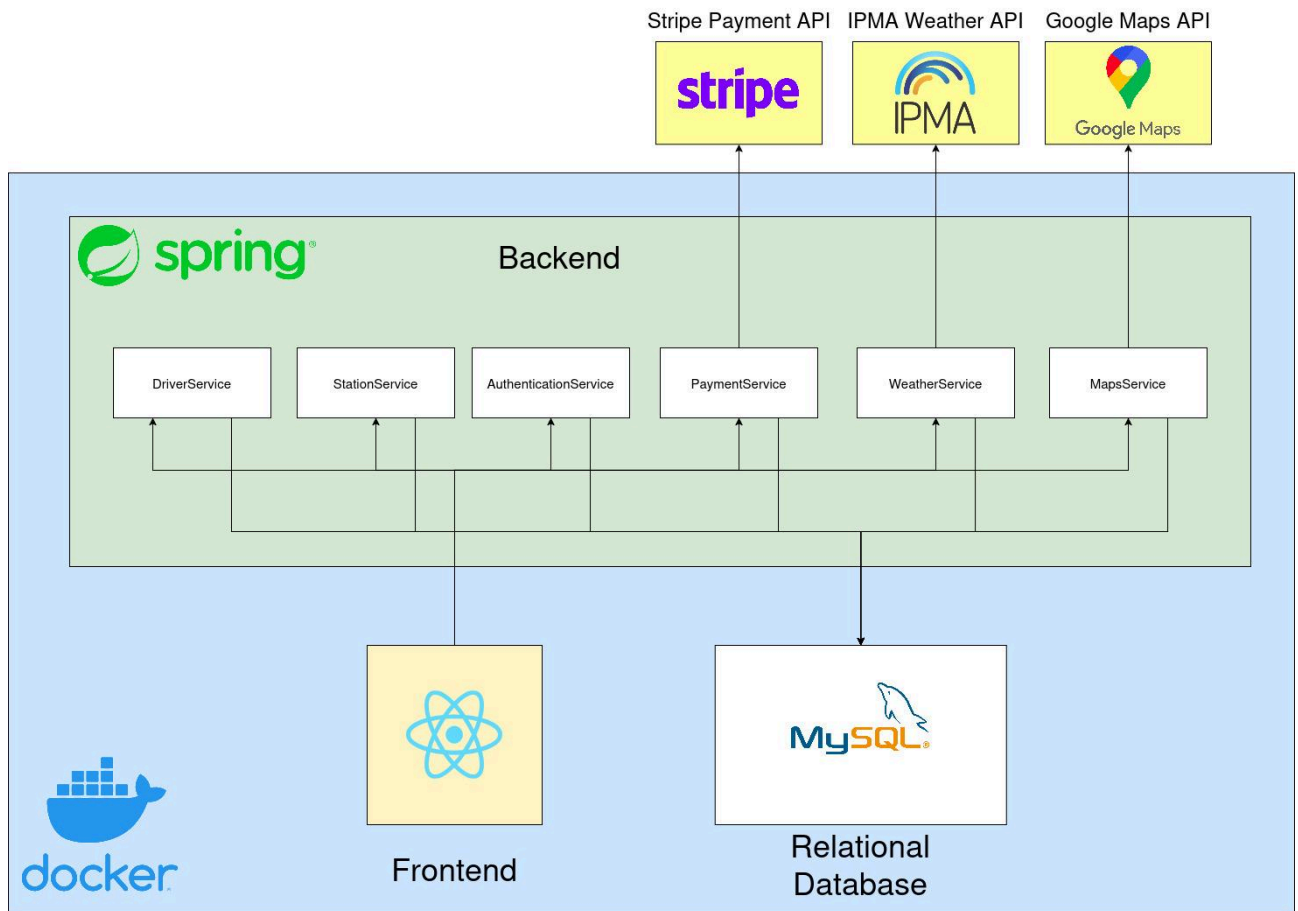 Stripe Payment API
IPMA Weather API
Google Maps API
stripe
IPMA
Google Maps
spring®
Backend
DriverService
StationService
AuthenticationService
PaymentService
WeatherService
MapsService
MySQL®
docker
Frontend
Relational
Database